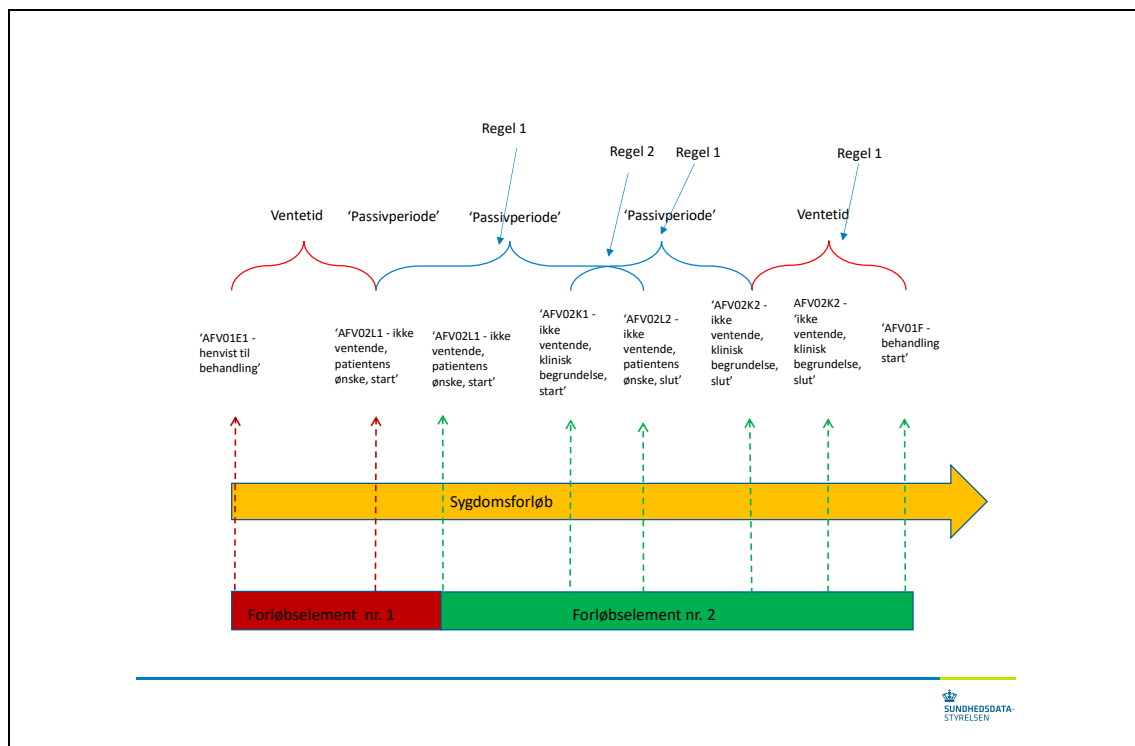 Regel 1
Regel 2
Regel 1
Regel 1
Ventetid
‘Passivperiode’
‘Passivperiode’
‘Passivperiode’
Ventetid
‘AFV01E1 -
henvist til
behandling’
‘AFV02L1 - ikke
ventende,
patientens
ønske, start’
‘AFV02L1 - ikke
ventende,
patientens
ønske, start’
‘AFV02K1 -
ikke
ventende,
klinisk
begrundelse,
start’
‘AFV02L2 –
ikke
ventende,
patientens
ønske, slut’
‘AFV02K2 -
ikke
ventende,
klinisk
begrundelse,
slut’
AFV02K2 -
‘ikke
ventende,
klinisk
begrundelse,
slut’
‘AFV01F -
behandling
start’
Sygdomsforløb
Forløbselement nr. 1
Forløbselement nr. 2
SUNDHEDSDATA-
STYRELSEN